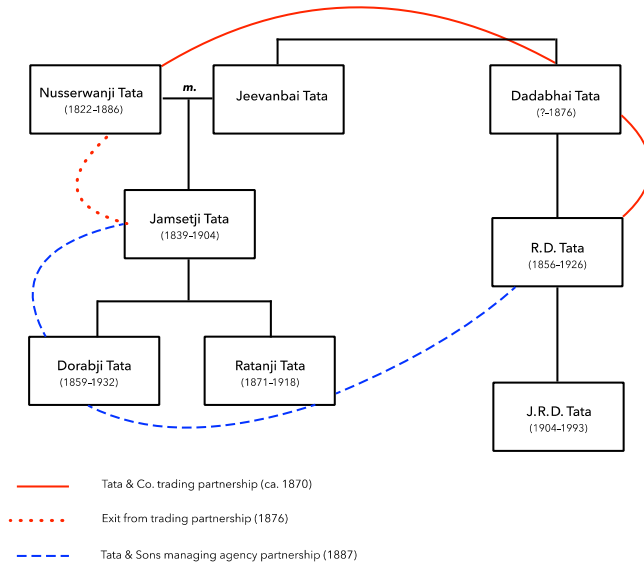 Nusserwanji Tata
(1822–1886)
m.
Jeevanbai Tata
Dadabhai Tata
(?–1876)
Jamsetji Tata
(1839–1904)
R.D. Tata
(1856–1926)
Dorabji Tata
(1859–1932)
Ratanji Tata
(1871–1918)
J.R.D. Tata
(1904–1993)
Tata & Co. trading partnership (ca. 1870)
Exit from trading partnership (1876)
Tata & Sons managing agency partnership (1887)